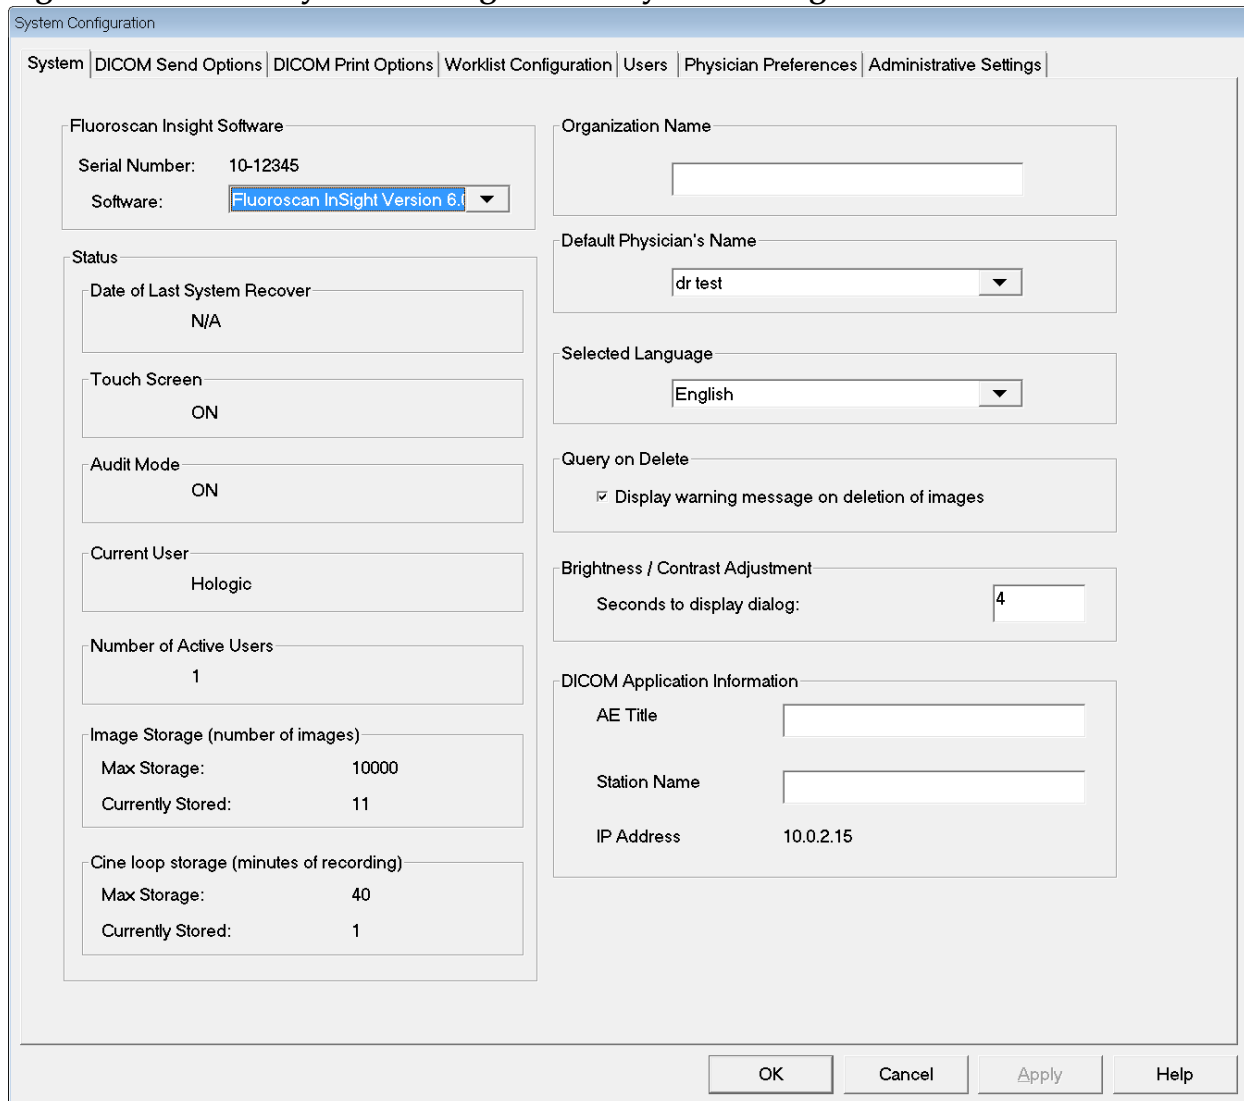 System Configuration
System DICOM Send Options DICOM Print Options Worklist Configuration Users Physician Preferences Administrative Settings
Fluoroscan Insight Software
Serial Number: 10-12345
Software: Fluoroscan InSight Version 6.0
Status
Date of Last System Recover
N/A
Touch Screen
ON
Audit Mode
ON
Current User
Hologic
Number of Active Users
1
Image Storage (number of images)
Max Storage: 10000
Currently Stored: 11
Cine loop storage (minutes of recording)
Max Storage: 40
Currently Stored: 1
Organization Name
Default Physician's Name
dr test
Selected Language
English
Query on Delete
Display warning message on deletion of images
Brightness / Contrast Adjustment
Seconds to display dialog: 4
DICOM Application Information
AE Title
Station Name
IP Address 10.0.2.15
OK Cancel Apply Help